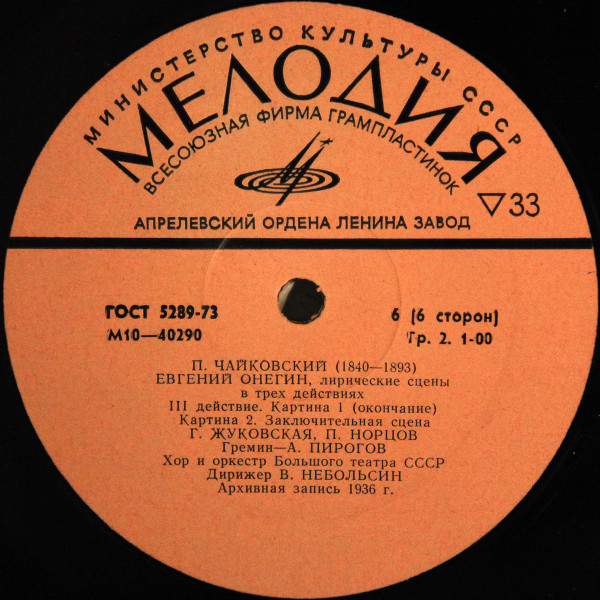 МИНИСТЕРСТВО КУЛЬТУРЫ СССР
МЕЛОДИЯ
ВСЕСОЮЗНАЯ ФИРМА ГРАМПЛАСТИНОК
▽33
АПРЕЛЕВСКИЙ ОРДЕНА ЛЕНИНА ЗАВОД
ГОСТ 5289-73
6 (6 сторон)
М10—40290
Гр. 2. 1-00
П. ЧАЙКОВСКИЙ (1840—1893)
ЕВГЕНИЙ ОНЕГИН, лирические сцены
в трех действиях
III действие. Картина 1 (окончание)
Картина 2. Заключительная сцена
Г. ЖУКОВСКАЯ, П. НОРЦОВ
Гремин—А. ПИРОГОВ
Хор и оркестр Большого театра СССР
Дирижер В. НЕБОЛЬСИН
Архивная запись 1936 г.